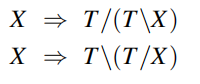 X ⇒ T/(T\X)
X ⇒ T\(T/X)